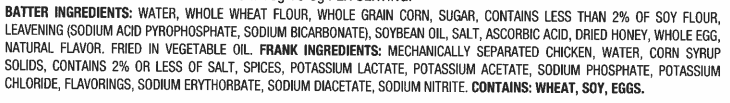 BATTER INGREDIENTS: WATER, WHOLE WHEAT FLOUR, WHOLE GRAIN CORN, SUGAR, CONTAINS LESS THAN 2% OF SOY FLOUR,
LEAVENING (SODIUM ACID PYROPHOSPHATE, SODIUM BICARBONATE), SOYBEAN OIL, SALT, ASCORBIC ACID, DRIED HONEY, WHOLE EGG,
NATURAL FLAVOR. FRIED IN VEGETABLE OIL. FRANK INGREDIENTS: MECHANICALLY SEPARATED CHICKEN, WATER, CORN SYRUP
SOLIDS, CONTAINS 2% OR LESS OF SALT, SPICES, POTASSIUM LACTATE, POTASSIUM ACETATE, SODIUM PHOSPHATE, POTASSIUM
CHLORIDE, FLAVORINGS, SODIUM ERYTHORBATE, SODIUM DIACETATE, SODIUM NITRITE. CONTAINS: WHEAT, SOY, EGGS.